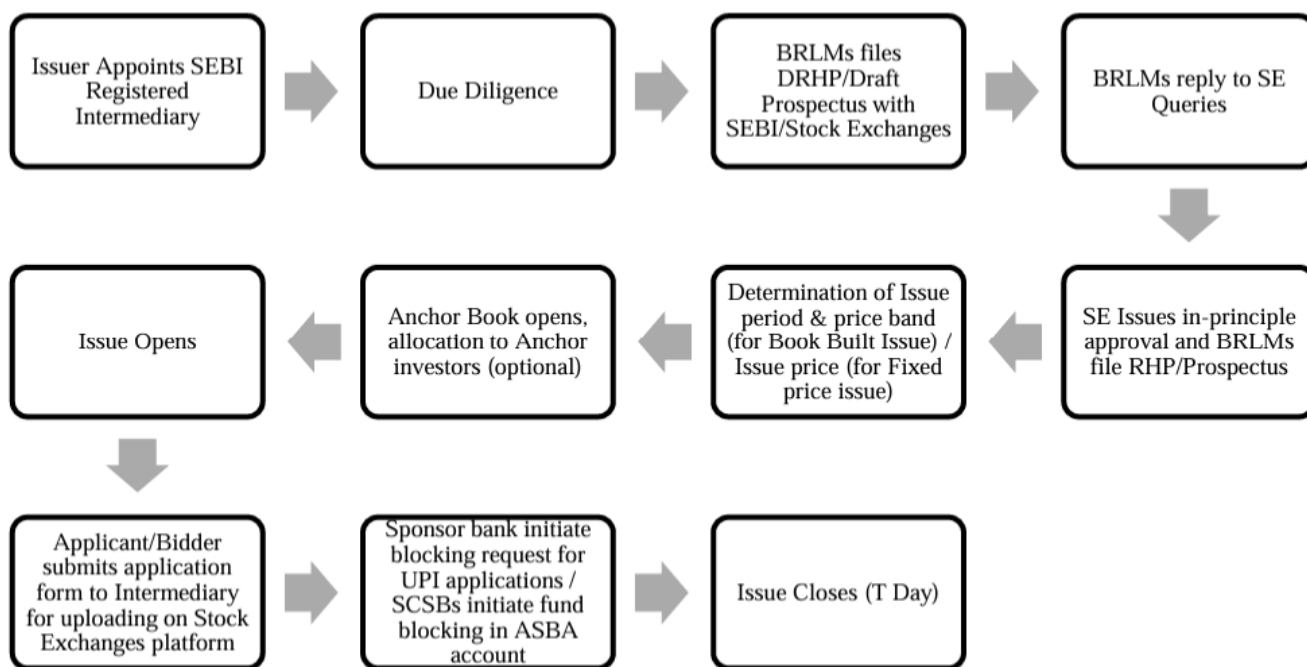 Issuer Appoints SEBI
Registered
Intermediary
Due Diligence
BRLMs files
DRHP/Draft
Prospectus with
SEBI/Stock Exchanges
BRLMs reply to SE
Queries
SE Issues in-principle
approval and BRLMs
file RHP/Prospectus
Determination of Issue
period & price band
(for Book Built Issue) /
Issue price (for Fixed
price issue)
Anchor Book opens,
allocation to Anchor
investors (optional)
Issue Opens
Applicant/Bidder
submits application
form to Intermediary
for uploading on Stock
Exchanges platform
Sponsor bank initiate
blocking request for
UPI applications /
SCSBs initiate fund
blocking in ASBA
account
Issue Closes (T Day)